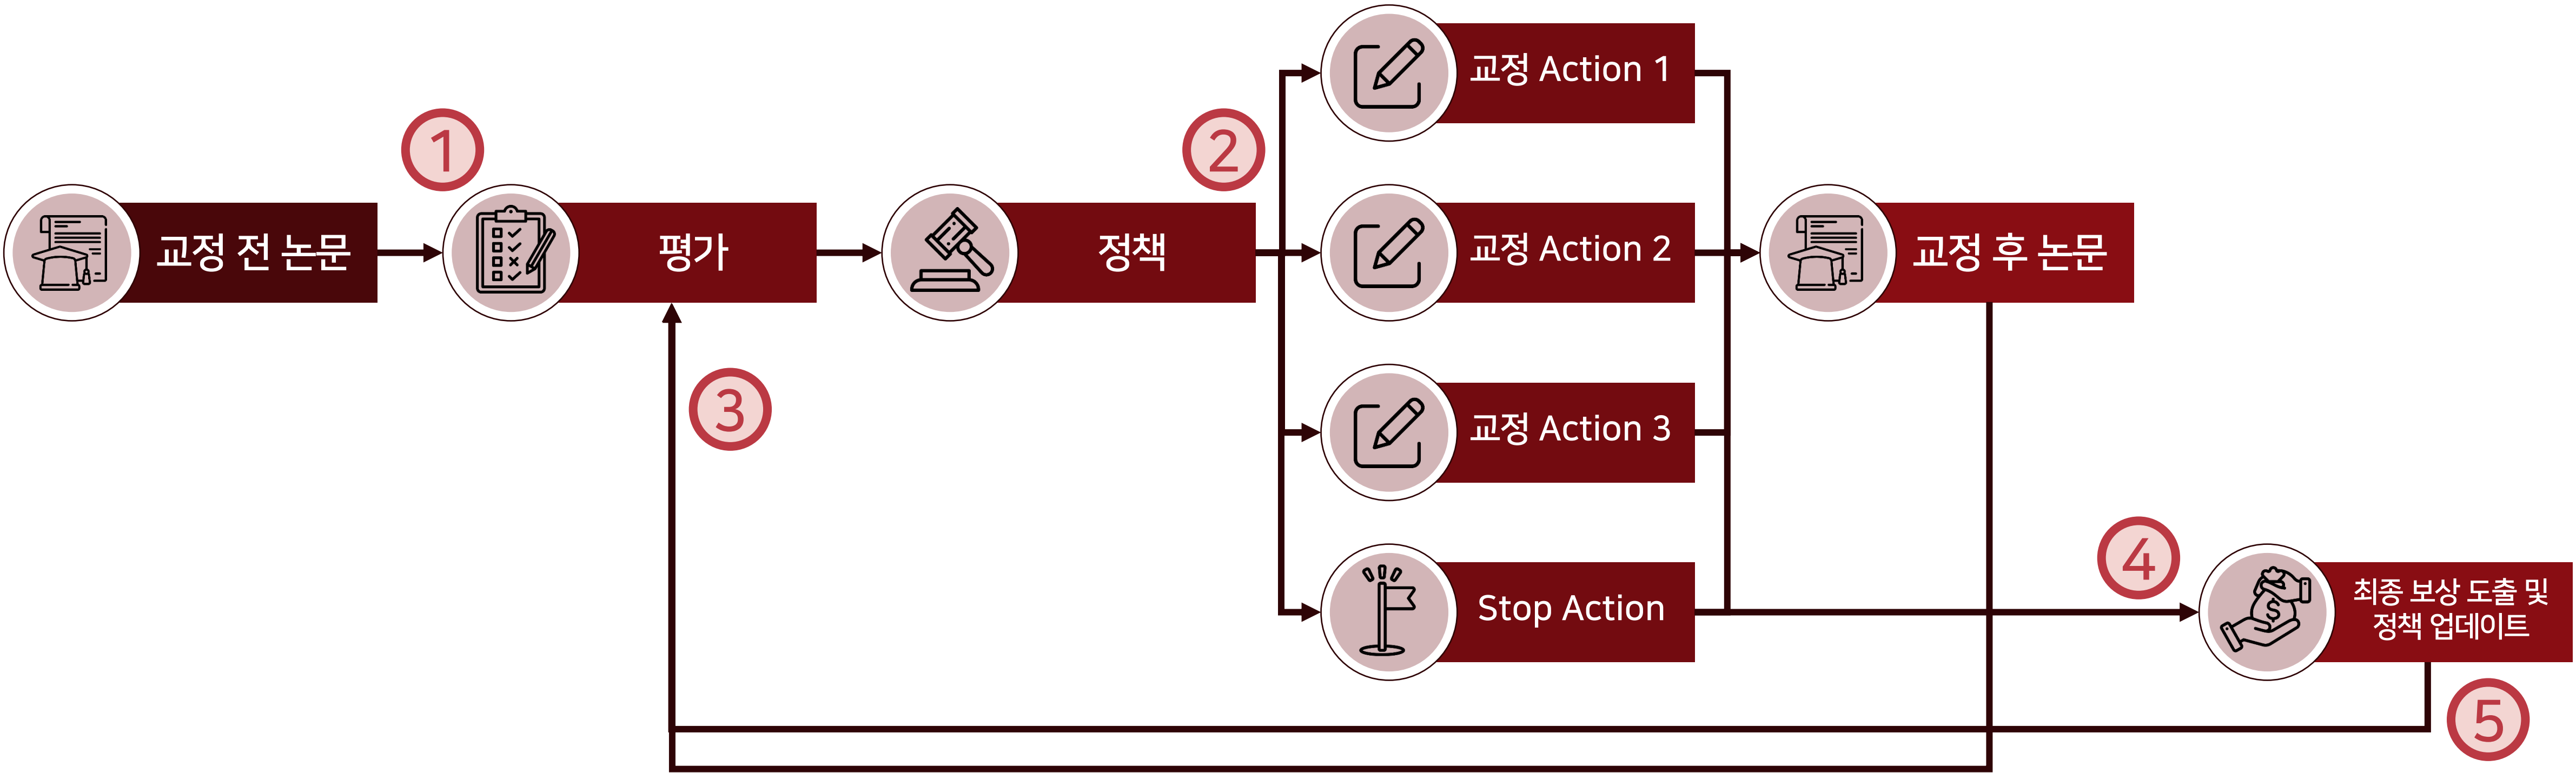 교정 Action 1
1
2
교정 전 논문
평가
정책
교정 Action 2
교정 후 논문
3
교정 Action 3
4
Stop Action
최종 보상 도출 및
정책 업데이트
5